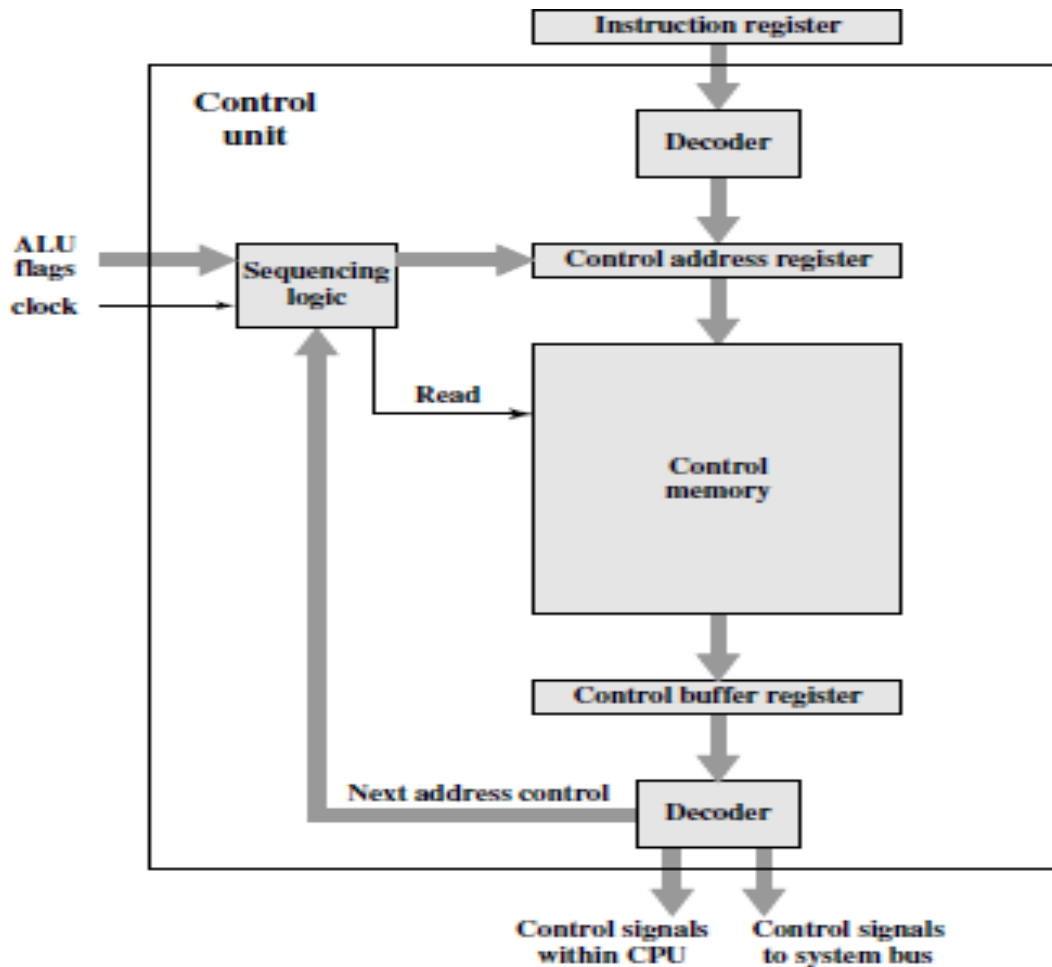 Instruction register
Control
unit
Decoder
ALU
flags
Sequencing
logic
Control address register
clock
Read
Control
memory
Control buffer register
Next address control
Decoder
Control signals
within CPU
Control signals
to system bus